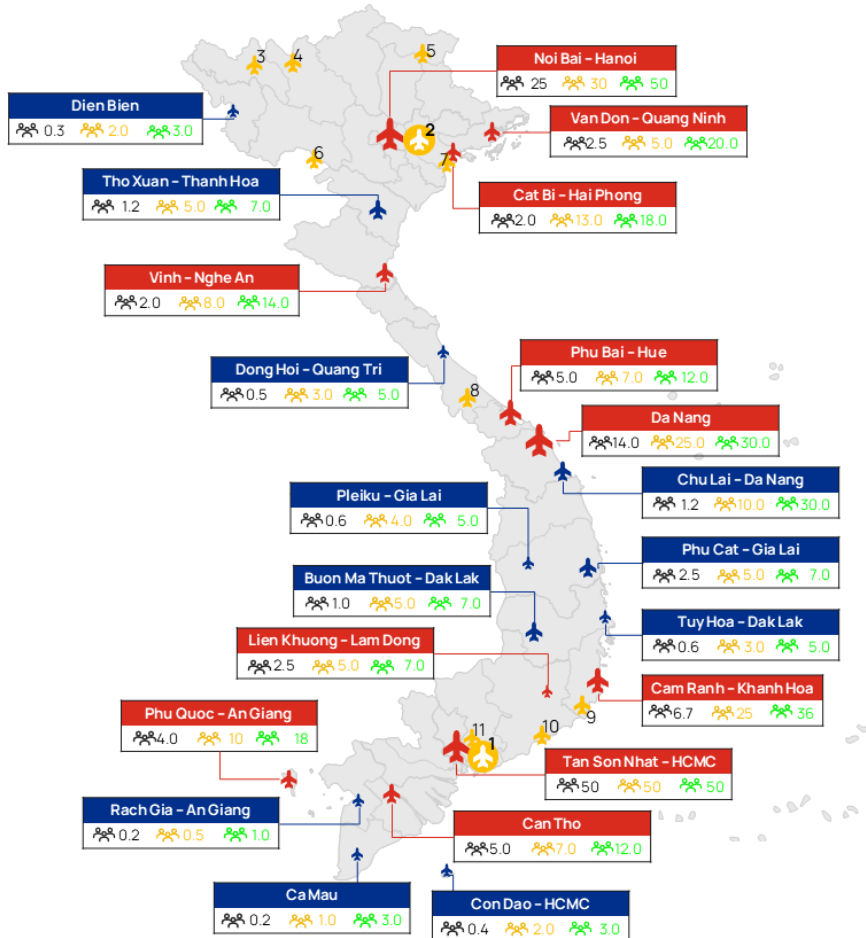 3
4
5
Noi Bai – Hanoi
25 30 50
Dien Bien
0.3 2.0 3.0
2
Van Don – Quang Ninh
2.5 5.0 20.0
6
7
Tho Xuan – Thanh Hoa
1.2 5.0 7.0
Cat Bi – Hai Phong
2.0 13.0 18.0
Vinh – Nghe An
2.0 8.0 14.0
Phu Bai – Hue
5.0 7.0 12.0
Dong Hoi – Quang Tri
0.5 3.0 5.0
8
Da Nang
14.0 25.0 30.0
Chu Lai – Da Nang
1.2 10.0 30.0
Pleiku – Gia Lai
0.6 4.0 5.0
Phu Cat – Gia Lai
2.5 5.0 7.0
Buon Ma Thuot – Dak Lak
1.0 5.0 7.0
Tuy Hoa – Dak Lak
0.6 3.0 5.0
Lien Khuong – Lam Dong
2.5 5.0 7.0
Cam Ranh – Khanh Hoa
6.7 25 36
9
Phu Quoc – An Giang
4.0 10 18
10
11
1
Tan Son Nhat – HCMC
50 50 50
Rach Gia – An Giang
0.2 0.5 1.0
Can Tho
5.0 7.0 12.0
Ca Mau
0.2 1.0 3.0
Con Dao – HCMC
0.4 2.0 3.0